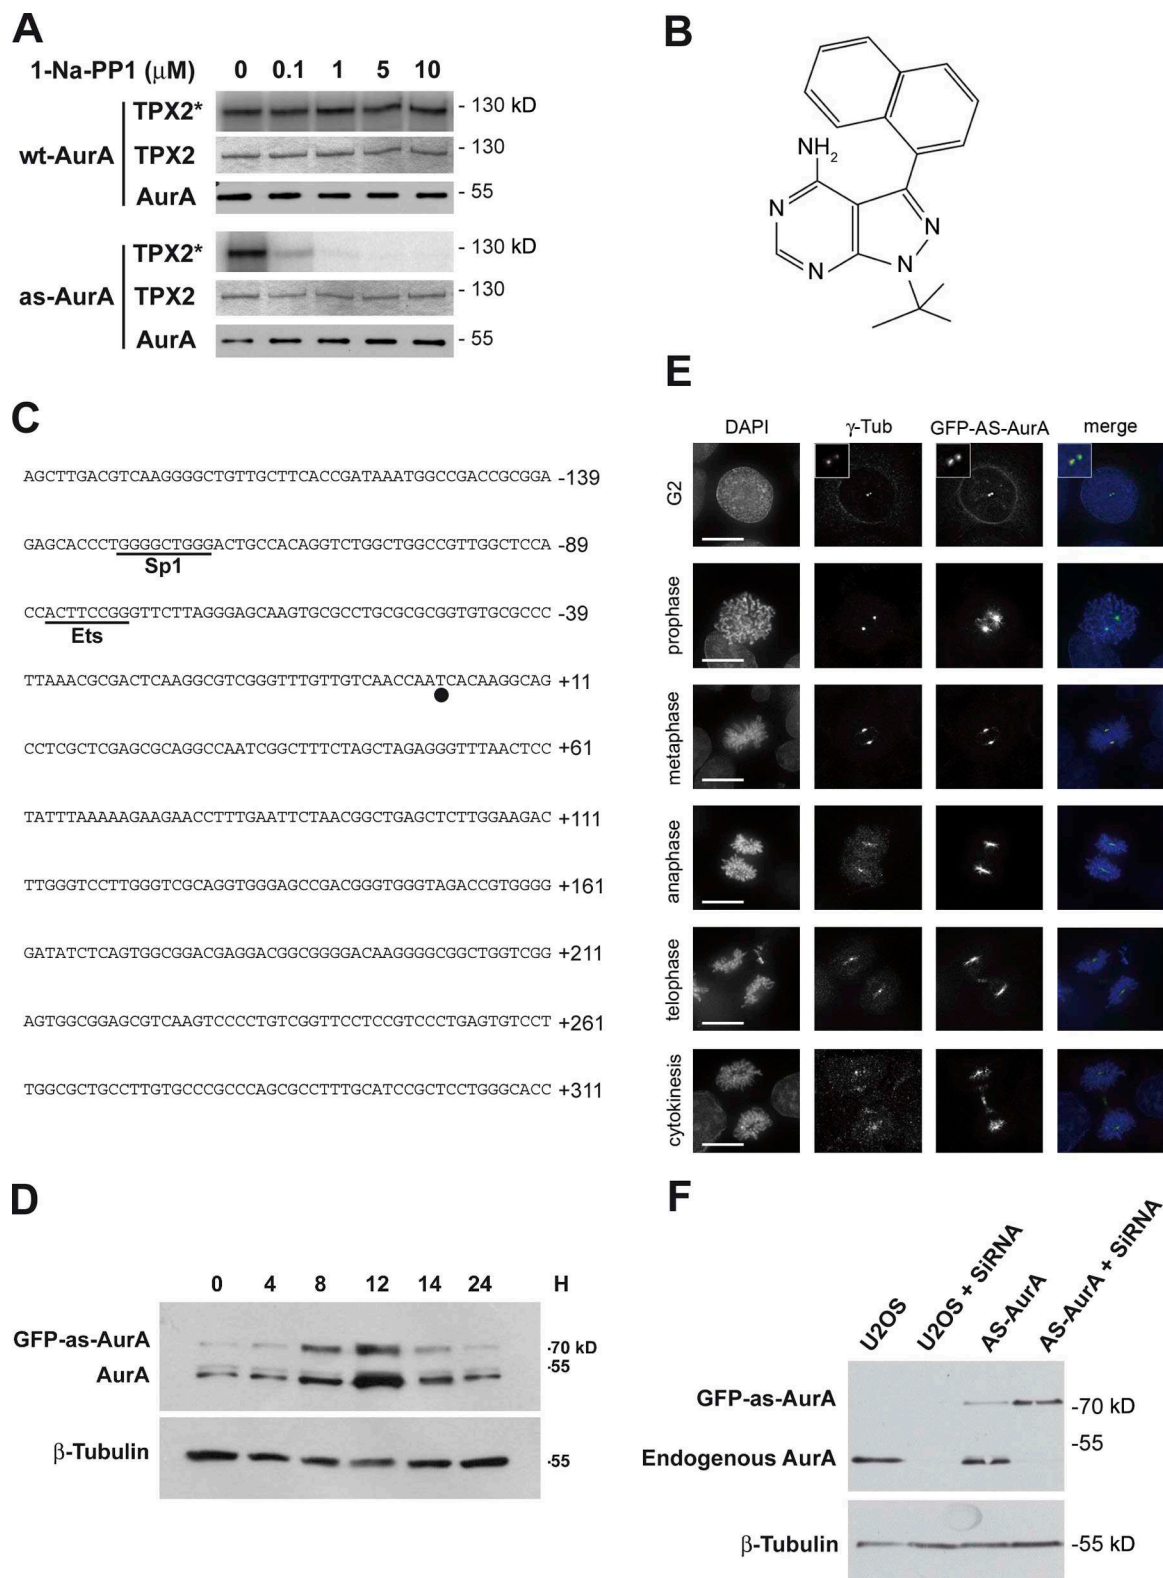 A
1-Na-PP1 (μM) 0 0.1 1 5 10
TPX2* - 130 kD
wt-AurA TPX2 - 130
AurA - 55
TPX2* - 130 kD
as-AurA TPX2 - 130
AurA - 55
B
NH2
N
N
N
N
C
AGCTTGACGTCAAGGGGCTGTTGCTTCACCGATAAATGGCCGACCGCGGA -139
GAGCACCCTGGGGCTGGGACTGCCACAGGTCTGGCTGGCCGTTGGCTCCA -89
Sp1
CCACTTCCGGGTTCTTAGGGAGCAAGTGCGCCTGCGCGCGGTGTGCGCCC -39
Ets
TTAAACGCGACTCAAGGCGTCGGGTTTGTTGTCAACCAATCACAAGGCAG +11
CCTCGCTCGAGCGCAGGCCAATCGGCTTTCTAGCTAGAGGGTTTAACTCC +61
TATTTAAAAAGAAGAACCTTTGAATTCTAACGGCTGAGCTCTTGGAAGAC +111
TTGGGTCCTTGGGTCGCAGGTGGGAGCCGACGGGTGGGTAGACCGTGGGG +161
GATATCTCAGTGGCGGACGAGGACGGCGGGGACAAGGGGCGGCTGGTCGG +211
AGTGGCGGAGCGTCAAGTCCCCTGTCGGTTCCTCCGTCCCTGAGTGTCCT +261
TGGCGCTGCCTTGTGCCCGCCCAGCGCCTTTGCATCCGCTCCTGGGCACC +311
D
0 4 8 12 14 24 H
GFP-as-AurA ·70 kD
·55
AurA
β-Tubulin ·55
E
DAPI γ-Tub GFP-AS-AurA merge
G2
prophase
metaphase
anaphase
telophase
cytokinesis
F
U2OS U2OS + SiRNA AS-AurA AS-AurA + SiRNA
GFP-as-AurA -70 kD
-55
Endogenous AurA
β-Tubulin -55 kD